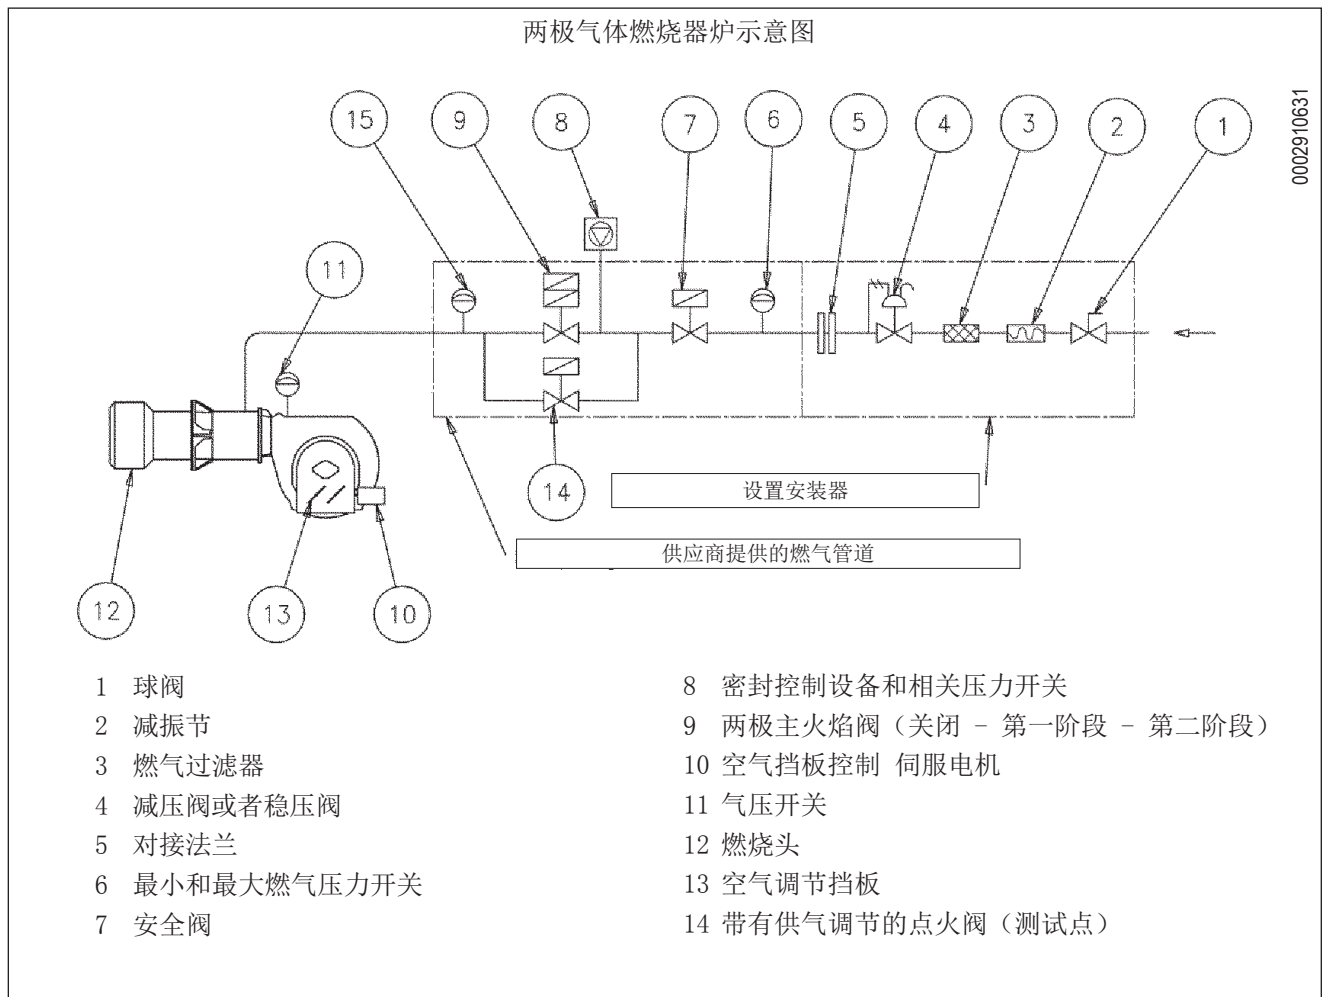 两极气体燃烧器炉示意图
0002910631
15
9
8
7
6
5
4
3
2
1
11
14
设置安装器
供应商提供的燃气管道
12
13
10
1 球阀
2 减振节
3 燃气过滤器
4 减压阀或者稳压阀
5 对接法兰
6 最小和最大燃气压力开关
7 安全阀
8 密封控制设备和相关压力开关
9 两极主火焰阀（关闭 - 第一阶段 - 第二阶段）
10 空气挡板控制 伺服电机
11 气压开关
12 燃烧头
13 空气调节挡板
14 带有供气调节的点火阀（测试点）